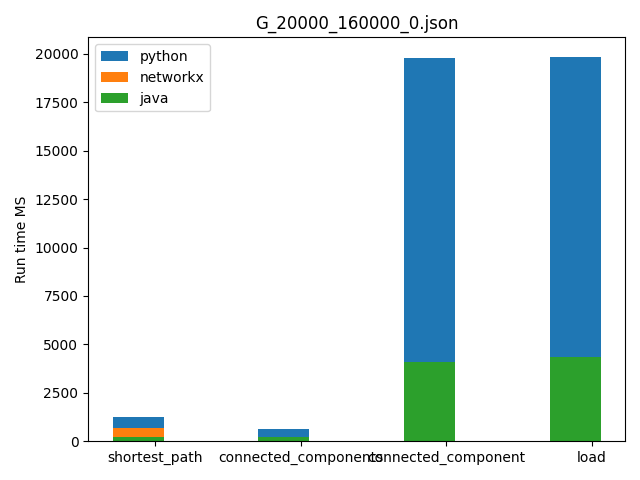 G_20000_160000_0.json
python
networkx
java
Run time MS
20000
17500
15000
12500
10000
7500
5000
2500
0
shortest_path
connected_components
connected_component
load